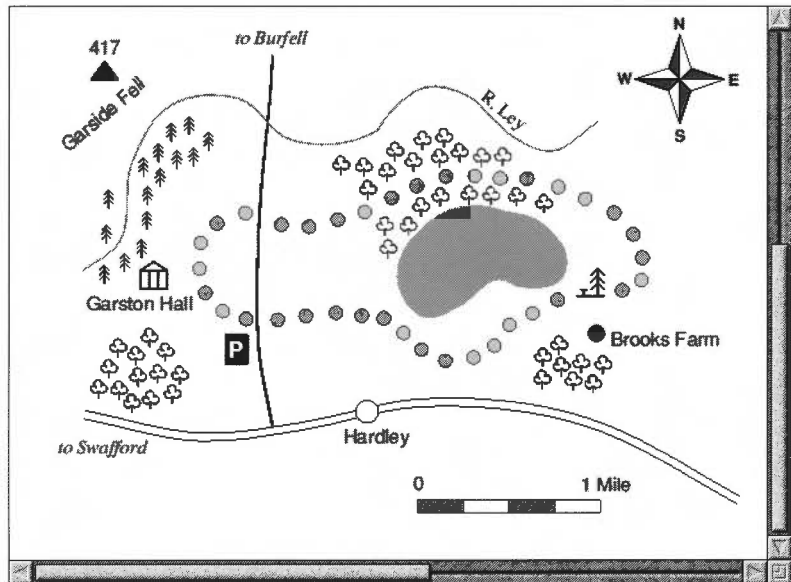 to Burfell
417
Garside Fell
N
W
E
S
R. Ley
Garston Hall
P
Brooks Farm
Hardley
to Swafford
0
1 Mile